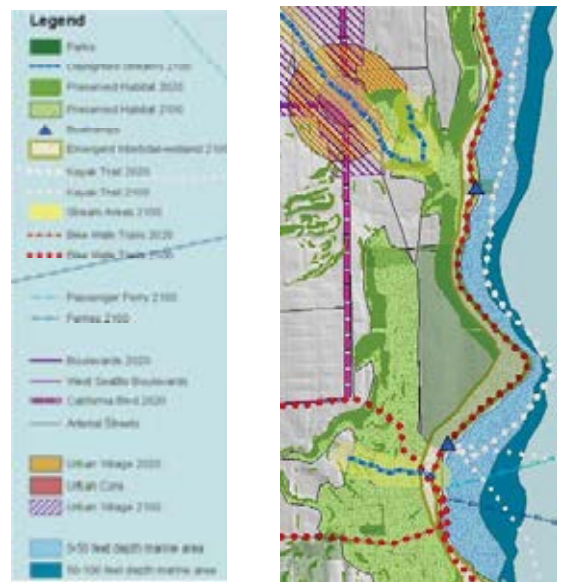 Legend
Parks
Daylighted Streams 2100
Preserved Habitat 2020
Preserved Habitat 2100
Boatramps
Emergent Intertidal-wetland 2100
Kayak Trail 2020
Kayak Trail 2100
Stream Areas 2100
Bike Walk Trails 2020
Bike Walk Trails 2100
Passenger Ferry 2100
Ferries 2100
Boulevards 2020
West Seattle Boulevards
California Blvd 2020
Arterial Streets
Urban Village 2020
Urban Core
Urban Village 2100
0-50 feet depth marine area
50-100 feet depth marine area